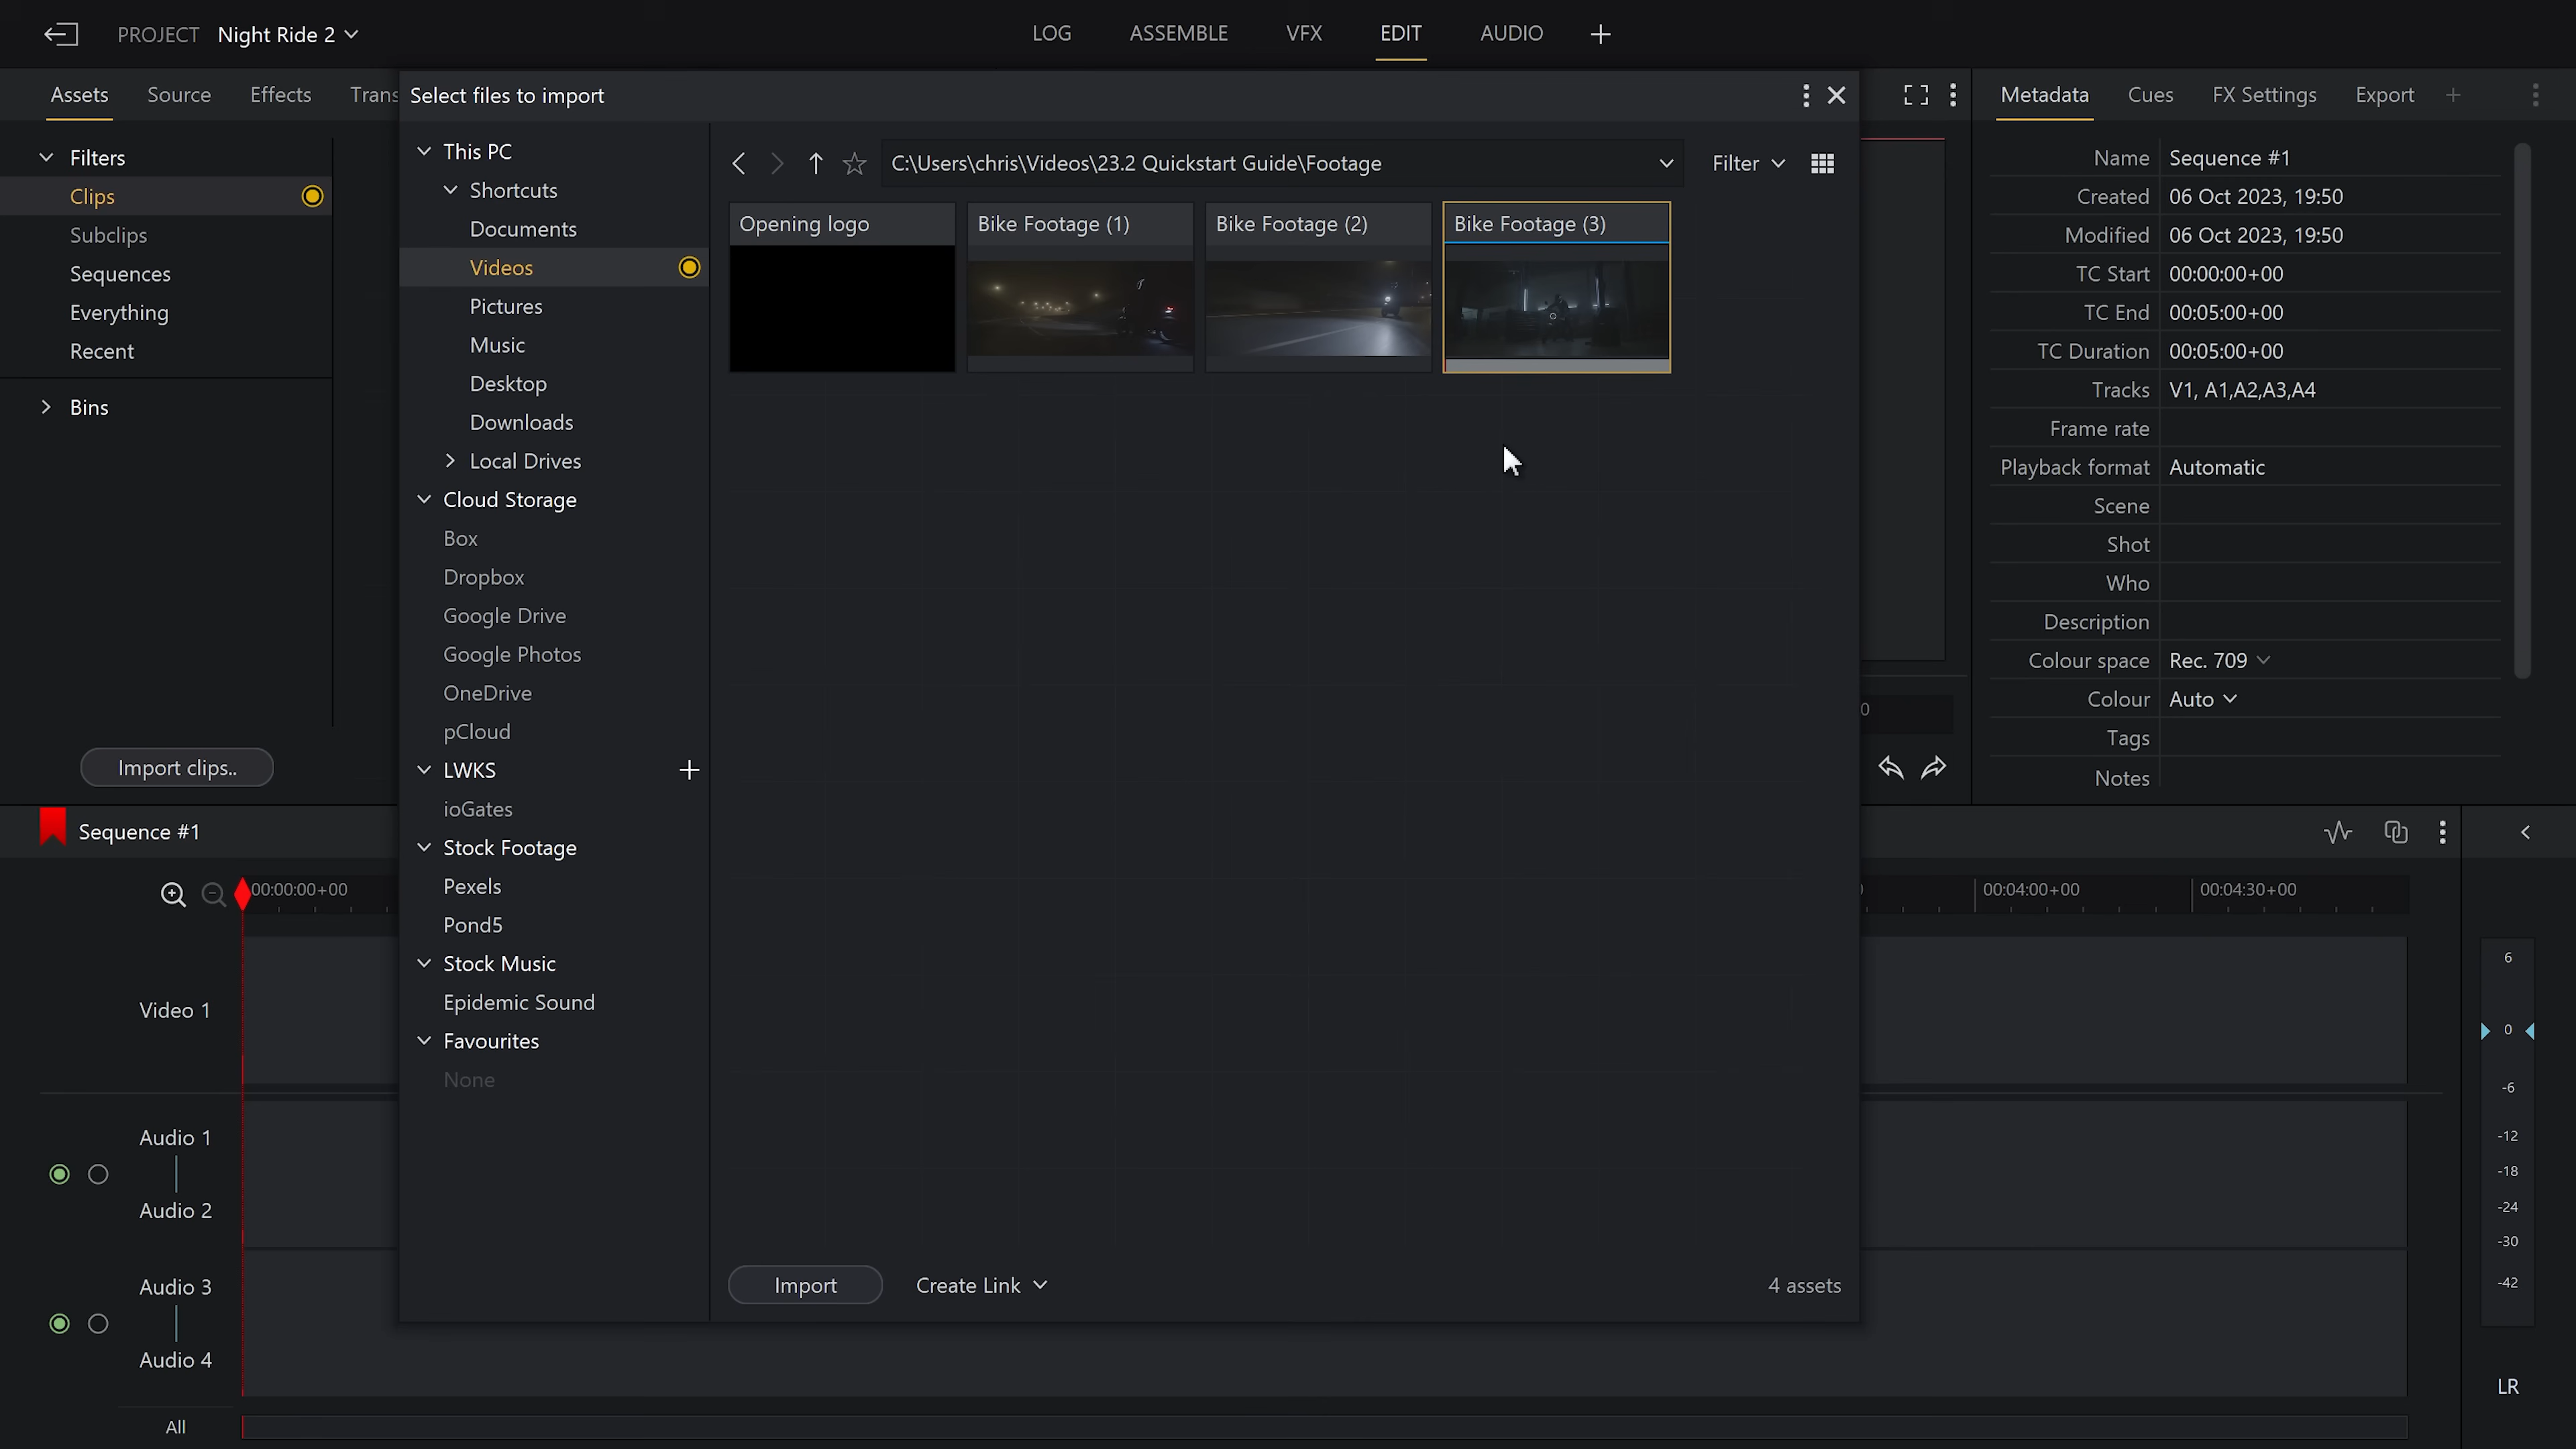 PROJECT Night Ride 2
LOG ASSEMBLE VFX EDIT AUDIO
Assets Source Effects Trans
Select files to import
Metadata Cues FX Settings Export
Filters
Clips
Subclips
Sequences
Everything
Recent
Bins
Import clips..
This PC
Shortcuts
Documents
Videos
Pictures
Music
Desktop
Downloads
Local Drives
Cloud Storage
Box
Dropbox
Google Drive
Google Photos
OneDrive
pCloud
LWKS
ioGates
Stock Footage
Pexels
Pond5
Stock Music
Epidemic Sound
Favourites
None
C:\Users\chris\Videos\23.2 Quickstart Guide\Footage
Filter
Opening logo
Bike Footage (1)
Bike Footage (2)
Bike Footage (3)
Import
Create Link
4 assets
0
Name Sequence #1
Created 06 Oct 2023, 19:50
Modified 06 Oct 2023, 19:50
TC Start 00:00:00+00
TC End 00:05:00+00
TC Duration 00:05:00+00
Tracks V1, A1,A2,A3,A4
Frame rate
Playback format Automatic
Scene
Shot
Who
Description
Colour space Rec. 709
Colour Auto
Tags
Notes
Sequence #1
00:00:00+00
00:04:00+00
00:04:30+00
Video 1
Audio 1
Audio 2
Audio 3
Audio 4
All
6
0
-6
-12
-18
-24
-30
-42
LR